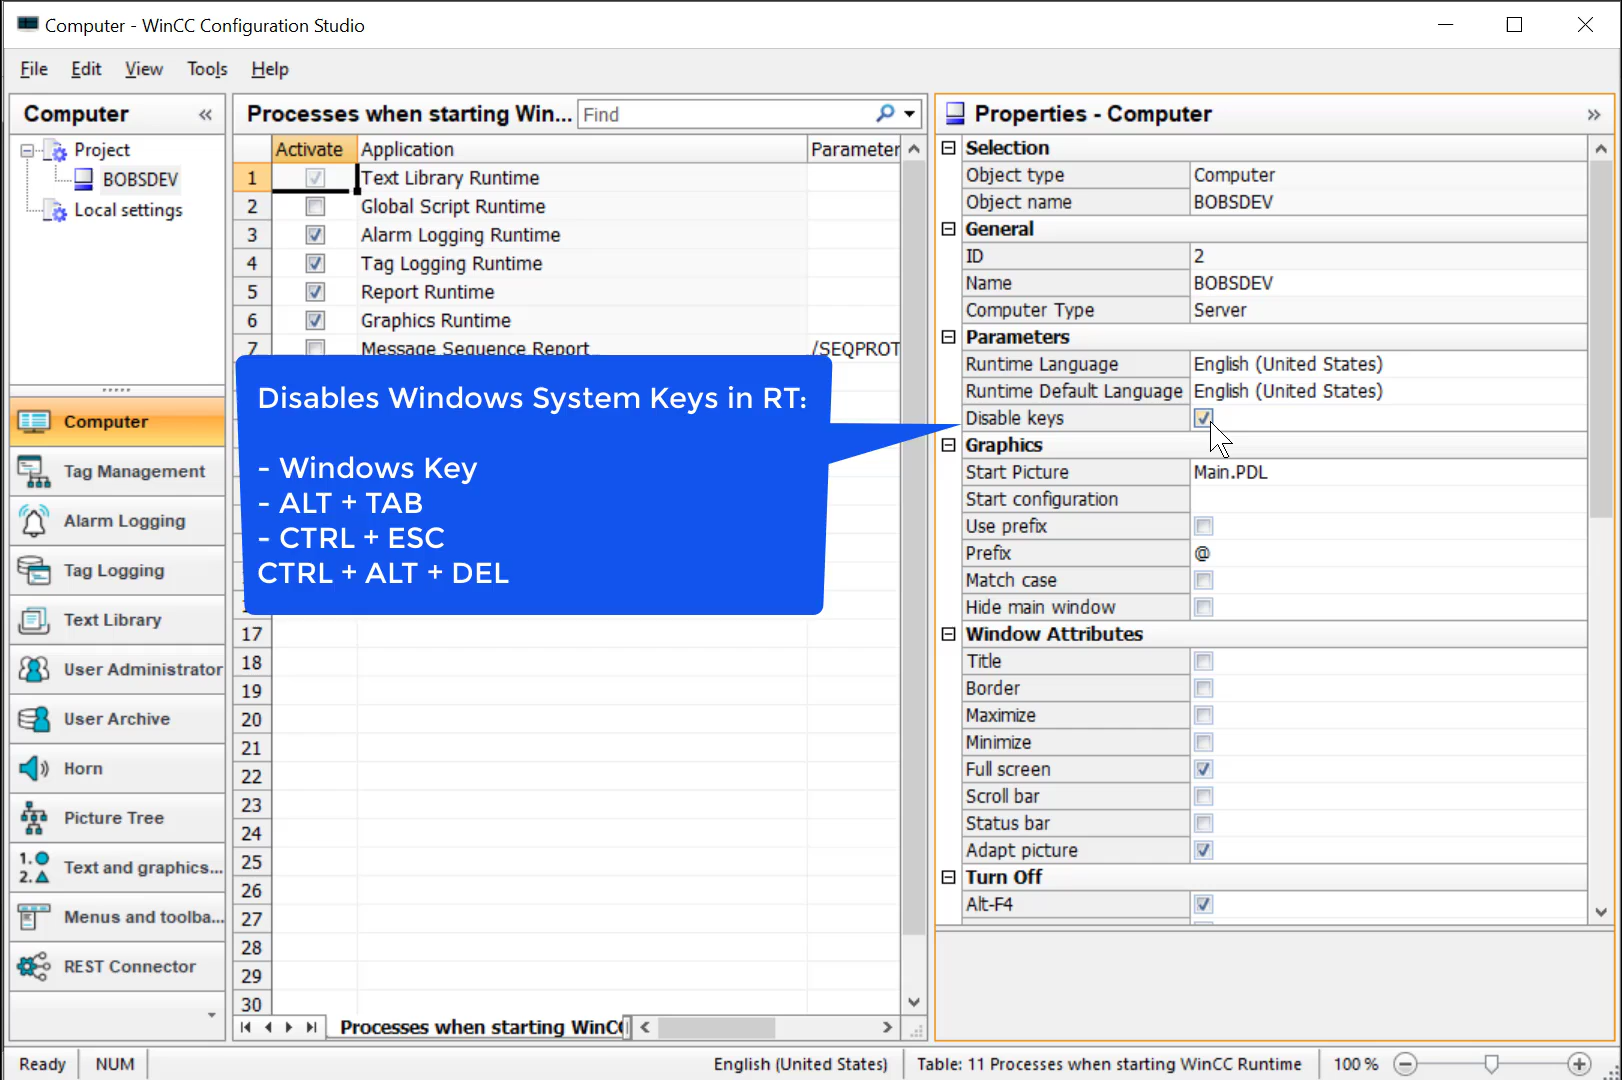 Computer - WinCC Configuration Studio
File Edit View Tools Help
Computer «
Project
BOBSDEV
Local settings
Computer
Tag Management
Alarm Logging
Tag Logging
Text Library
User Administrator
User Archive
Horn
Picture Tree
1. 2. Text and graphics...
Menus and toolba...
REST Connector
Processes when starting Win... Find
Activate Application Parameter
1 Text Library Runtime
2 Global Script Runtime
3 Alarm Logging Runtime
4 Tag Logging Runtime
5 Report Runtime
6 Graphics Runtime
7 Message Sequence Report /SEQPROT
Disables Windows System Keys in RT:
- Windows Key
- ALT + TAB
- CTRL + ESC
CTRL + ALT + DEL
17
18
19
20
21
22
23
24
25
26
27
28
29
30
Processes when starting WinCC
Properties - Computer »
Selection
Object type Computer
Object name BOBSDEV
General
ID 2
Name BOBSDEV
Computer Type Server
Parameters
Runtime Language English (United States)
Runtime Default Language English (United States)
Disable keys
Graphics
Start Picture Main.PDL
Start configuration
Use prefix
Prefix @
Match case
Hide main window
Window Attributes
Title
Border
Maximize
Minimize
Full screen
Scroll bar
Status bar
Adapt picture
Turn Off
Alt-F4
Ready NUM English (United States) Table: 11 Processes when starting WinCC Runtime 100 %